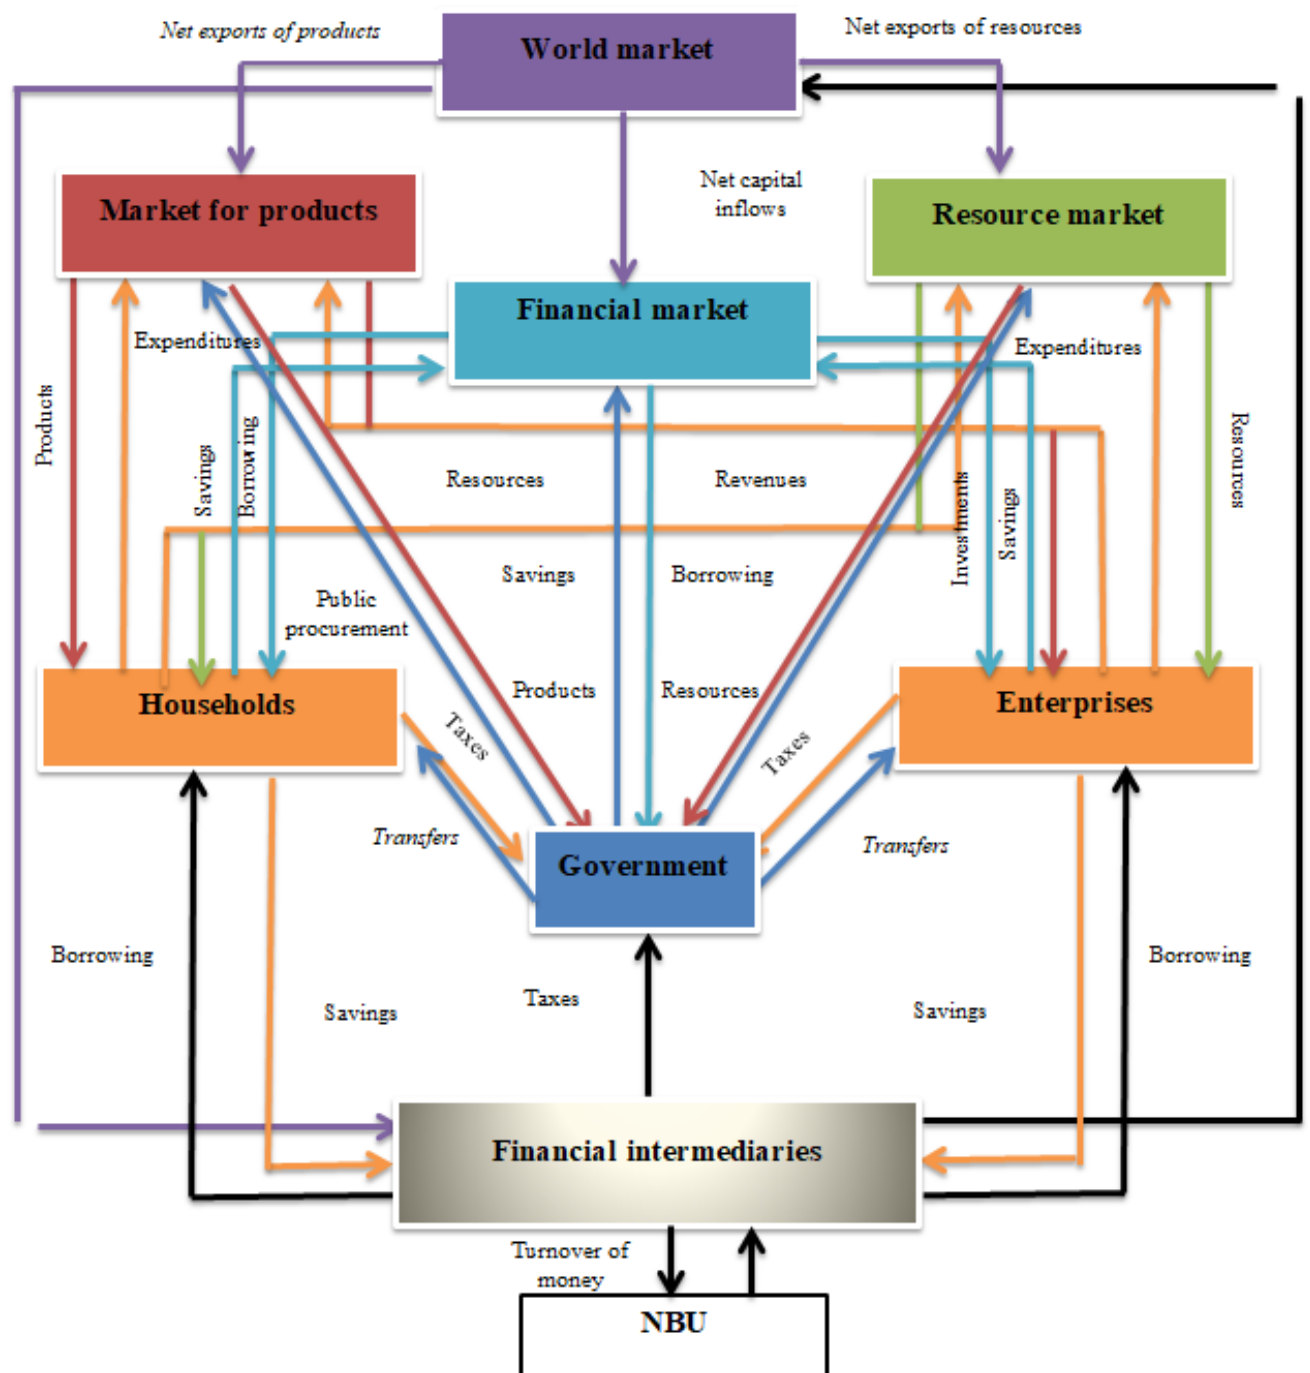 Net exports of products
World market
Net exports of resources
Net capital
inflows
Market for products
Resource market
Financial market
Expenditures
Expenditures
Products
Savings
Borrowing
Resources
Revenues
Investments
Savings
Resources
Savings
Borrowing
Public
procurement
Products
Resources
Households
Enterprises
Taxes
Taxes
Transfers
Transfers
Government
Borrowing
Borrowing
Taxes
Savings
Savings
Financial intermediaries
Turnover of
money
NBU